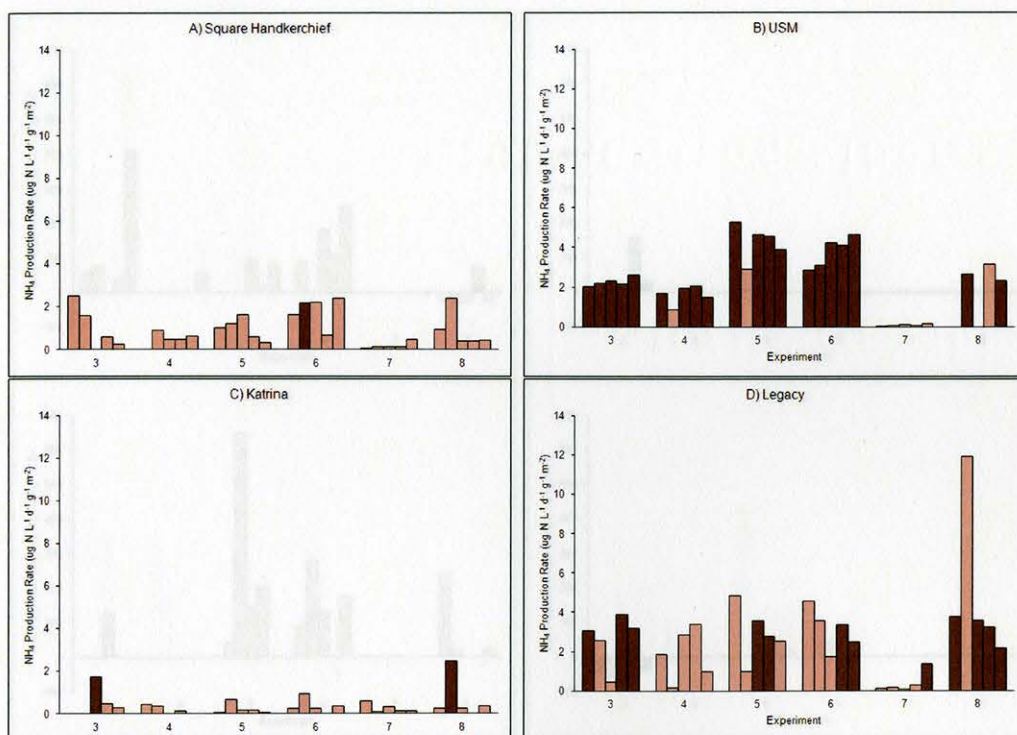 A) Square Handkerchief
NH₄ Production Rate (ug N L⁻¹ d⁻¹ g⁻¹ m⁻²)
14
12
10
8
6
4
2
0
3 4 5 6 7 8
B) USM
NH₄ Production Rate (ug N L⁻¹ d⁻¹ g⁻¹ m⁻²)
14
12
10
8
6
4
2
0
3 4 5 6 7 8
Experiment
C) Katrina
NH₄ Production Rate (ug N L⁻¹ d⁻¹ g⁻¹ m⁻²)
14
12
10
8
6
4
2
0
3 4 5 6 7 8
D) Legacy
NH₄ Production Rate (ug N L⁻¹ d⁻¹ g⁻¹ m⁻²)
14
12
10
8
6
4
2
0
3 4 5 6 7 8
Experiment